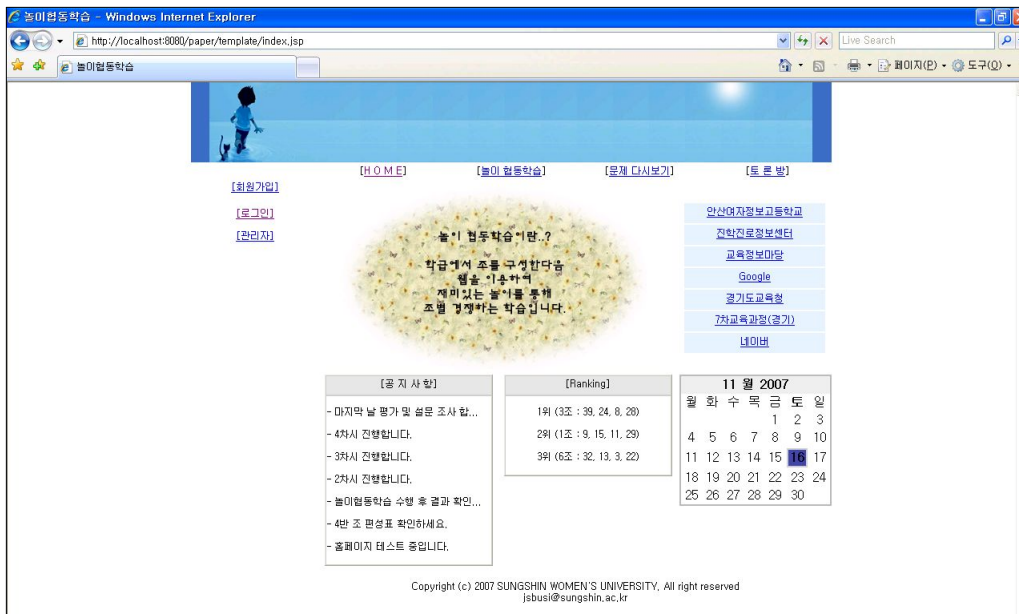 놀이협동학습 - Windows Internet Explorer
http://localhost:8080/paper/template/index.jsp
Live Search
놀이협동학습
페이지(P)
도구(O)
[H O M E]
[놀이 협동학습]
[문제 다시보기]
[토 론 방]
[회원가입]
[로그인]
[관리자]
놀이 협동학습이란..?
학급에서 조를 구성한다음
웹을 이용하여
재미있는 놀이를 통해
조별 경쟁하는 학습입니다.
안산여자정보고등학교
진학진로정보센터
교육정보마당
Google
경기도교육청
7차교육과정(경기)
네이버
[공 지 사 항]
- 마지막 날 평가 및 설문 조사 합...
- 4차시 진행합니다.
- 3차시 진행합니다.
- 2차시 진행합니다.
- 놀이협동학습 수행 후 결과 확인...
- 4반 조 편성표 확인하세요.
- 홈페이지 테스트 중입니다.
[Ranking]
1위 (3조 : 39, 24, 8, 28)
2위 (1조 : 9, 15, 11, 29)
3위 (6조 : 32, 13, 3, 22)
11 월 2007
월 화 수 목 금 토 일
1 2 3
4 5 6 7 8 9 10
11 12 13 14 15 16 17
18 19 20 21 22 23 24
25 26 27 28 29 30
Copyright (c) 2007 SUNGSHIN WOMEN'S UNIVERSITY, All right reserved
jsbusi@sungshin.ac.kr